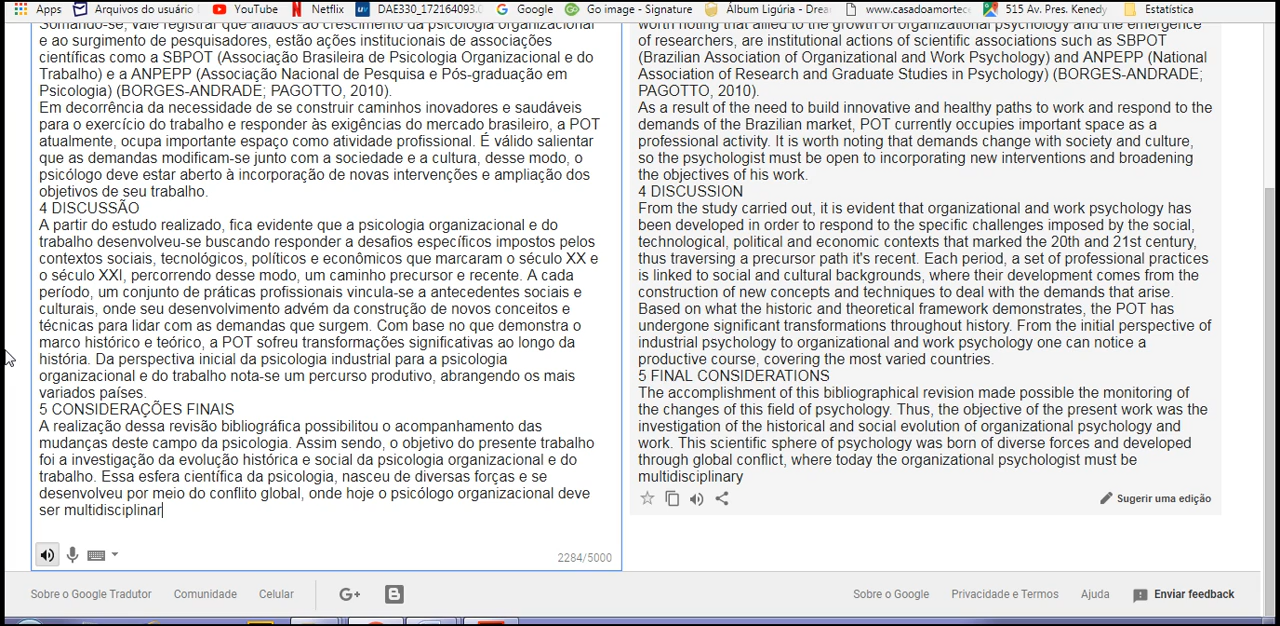 Apps Arquivos do usuário YouTube Netflix DAE330_172164093. Google Go image - Signature Álbum Ligúria - Drea www.casadoamortec 515 Av. Pres. Kenedy Estatística
Somando-se, vale registrar que aliados ao crescimento da psicologia organizacional
e ao surgimento de pesquisadores, estão ações institucionais de associações
científicas como a SBPOT (Associação Brasileira de Psicologia Organizacional e do
Trabalho) e a ANPEPP (Associação Nacional de Pesquisa e Pós-graduação em
Psicologia) (BORGES-ANDRADE; PAGOTTO, 2010).
Em decorrência da necessidade de se construir caminhos inovadores e saudáveis
para o exercício do trabalho e responder às exigências do mercado brasileiro, a POT
atualmente, ocupa importante espaço como atividade profissional. É válido salientar
que as demandas modificam-se junto com a sociedade e a cultura, desse modo, o
psicólogo deve estar aberto à incorporação de novas intervenções e ampliação dos
objetivos de seu trabalho.
4 DISCUSSÃO
A partir do estudo realizado, fica evidente que a psicologia organizacional e do
trabalho desenvolveu-se buscando responder a desafios específicos impostos pelos
contextos sociais, tecnológicos, políticos e econômicos que marcaram o século XX e
o século XXI, percorrendo desse modo, um caminho precursor e recente. A cada
período, um conjunto de práticas profissionais vincula-se a antecedentes sociais e
culturais, onde seu desenvolvimento advém da construção de novos conceitos e
técnicas para lidar com as demandas que surgem. Com base no que demonstra o
marco histórico e teórico, a POT sofreu transformações significativas ao longo da
história. Da perspectiva inicial da psicologia industrial para a psicologia
organizacional e do trabalho nota-se um percurso produtivo, abrangendo os mais
variados países.
5 CONSIDERAÇÕES FINAIS
A realização dessa revisão bibliográfica possibilitou o acompanhamento das
mudanças deste campo da psicologia. Assim sendo, o objetivo do presente trabalho
foi a investigação da evolução histórica e social da psicologia organizacional e do
trabalho. Essa esfera científica da psicologia, nasceu de diversas forças e se
desenvolveu por meio do conflito global, onde hoje o psicólogo organizacional deve
ser multidisciplinar
2284/5000
worth noting that allied to the growth of organizational psychology and the emergence
of researchers, are institutional actions of scientific associations such as SBPOT
(Brazilian Association of Organizational and Work Psychology) and ANPEPP (National
Association of Research and Graduate Studies in Psychology) (BORGES-ANDRADE;
PAGOTTO, 2010).
As a result of the need to build innovative and healthy paths to work and respond to the
demands of the Brazilian market, POT currently occupies important space as a
professional activity. It is worth noting that demands change with society and culture,
so the psychologist must be open to incorporating new interventions and broadening
the objectives of his work.
4 DISCUSSION
From the study carried out, it is evident that organizational and work psychology has
been developed in order to respond to the specific challenges imposed by the social,
technological, political and economic contexts that marked the 20th and 21st century,
thus traversing a precursor path it's recent. Each period, a set of professional practices
is linked to social and cultural backgrounds, where their development comes from the
construction of new concepts and techniques to deal with the demands that arise.
Based on what the historic and theoretical framework demonstrates, the POT has
undergone significant transformations throughout history. From the initial perspective of
industrial psychology to organizational and work psychology one can notice a
productive course, covering the most varied countries.
5 FINAL CONSIDERATIONS
The accomplishment of this bibliographical revision made possible the monitoring of
the changes of this field of psychology. Thus, the objective of the present work was the
investigation of the historical and social evolution of organizational psychology and
work. This scientific sphere of psychology was born of diverse forces and developed
through global conflict, where today the organizational psychologist must be
multidisciplinary
Sugerir uma edição
Sobre o Google Tradutor Comunidade Celular G+ B Sobre o Google Privacidade e Termos Ajuda Enviar feedback